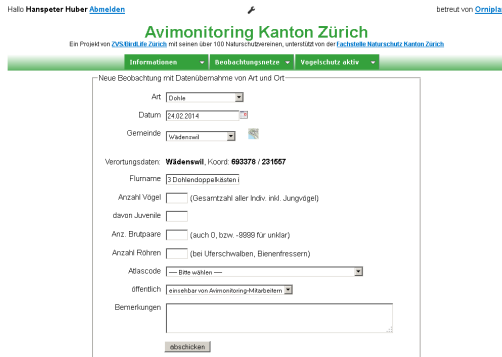 Hallo Hanspeter Huber Abmelden
betreut von Ornipla
Avimonitoring Kanton Zürich
Ein Projekt von ZVS/BirdLife Zürich mit seinen über 100 Naturschutzvereinen, unterstützt von der Fachstelle Naturschutz Kanton Zürich
Informationen Beobachtungsnetze Vogelschutz aktiv
Neue Beobachtung mit Datenübernahme von Art und Ort
Art Dohle
Datum 24.02.2014
Gemeinde Wädenswil
Verortungsdaten: Wädenswil, Koord: 693378 / 231557
Flurname 3 Dohlendoppelkästen i
Anzahl Vögel (Gesamtzahl aller Indiv. inkl. Jungvögel)
davon Juvenile
Anz. Brutpaare (auch 0, bzw. -9999 für unklar)
Anzahl Röhren (bei Uferschwalben, Bienenfressern)
Atlascode ---- Bitte wählen ----
öffentlich einsehbar von Avimonitoring-Mitarbeitern
Bemerkungen
abschicken